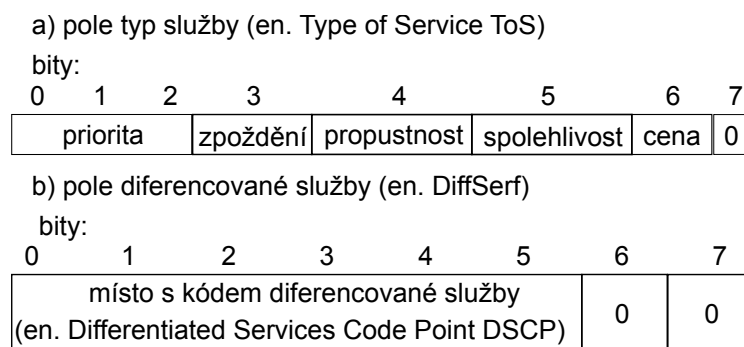 a) pole typ služby (en. Type of Service ToS)
bity:
0 1 2 3 4 5 6 7
priorita zpoždění propustnost spolehlivost cena 0
b) pole diferencované služby (en. DiffSerf)
bity:
0 1 2 3 4 5 6 7
místo s kódem diferencované služby
(en. Differentiated Services Code Point DSCP) 0 0